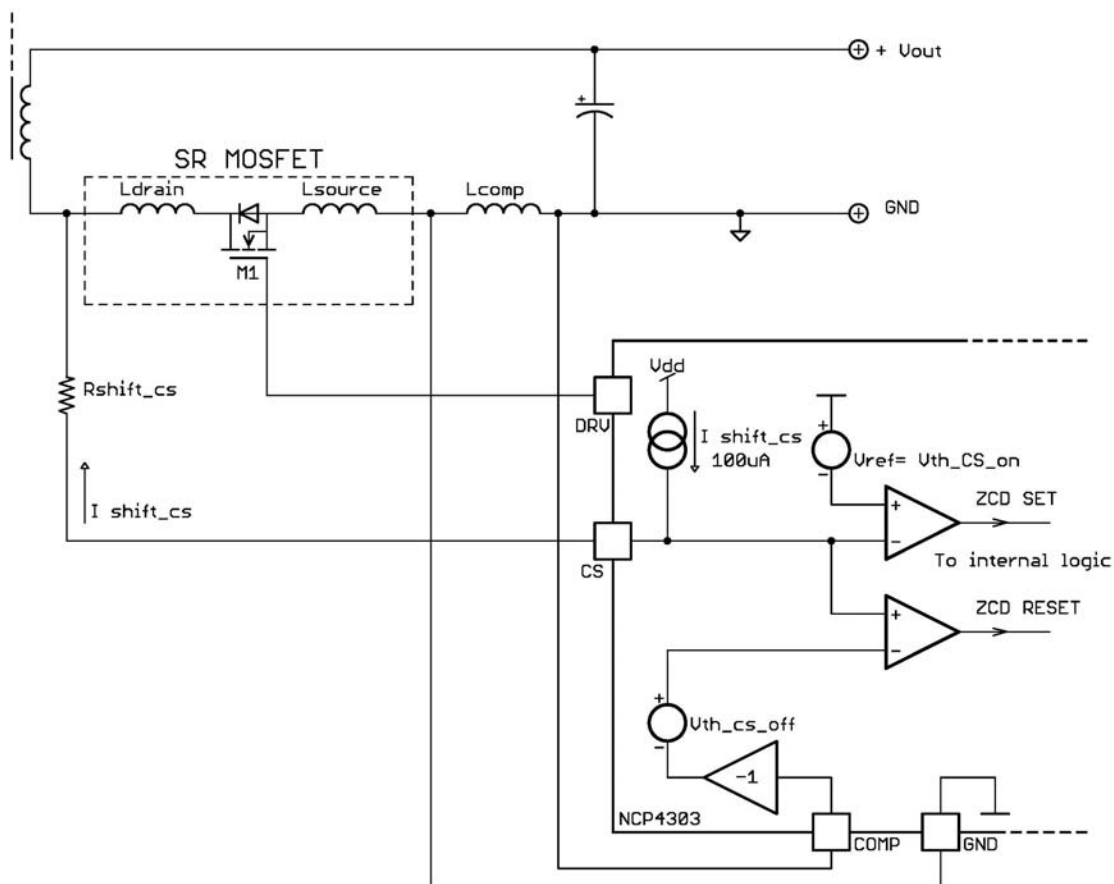 + Vout
SR MOSFET
Ldrain
Lsource
Lcomp
GND
M1
Rshift_cs
Vdd
DRV
I shift_cs
100uA
+
Vref= Vth_CS_on
-
I shift_cs
+
ZCD SET
-
CS
To internal logic
+
ZCD RESET
-
+
Vth_cs_off
-
-1
NCP4303
COMP
GND
+